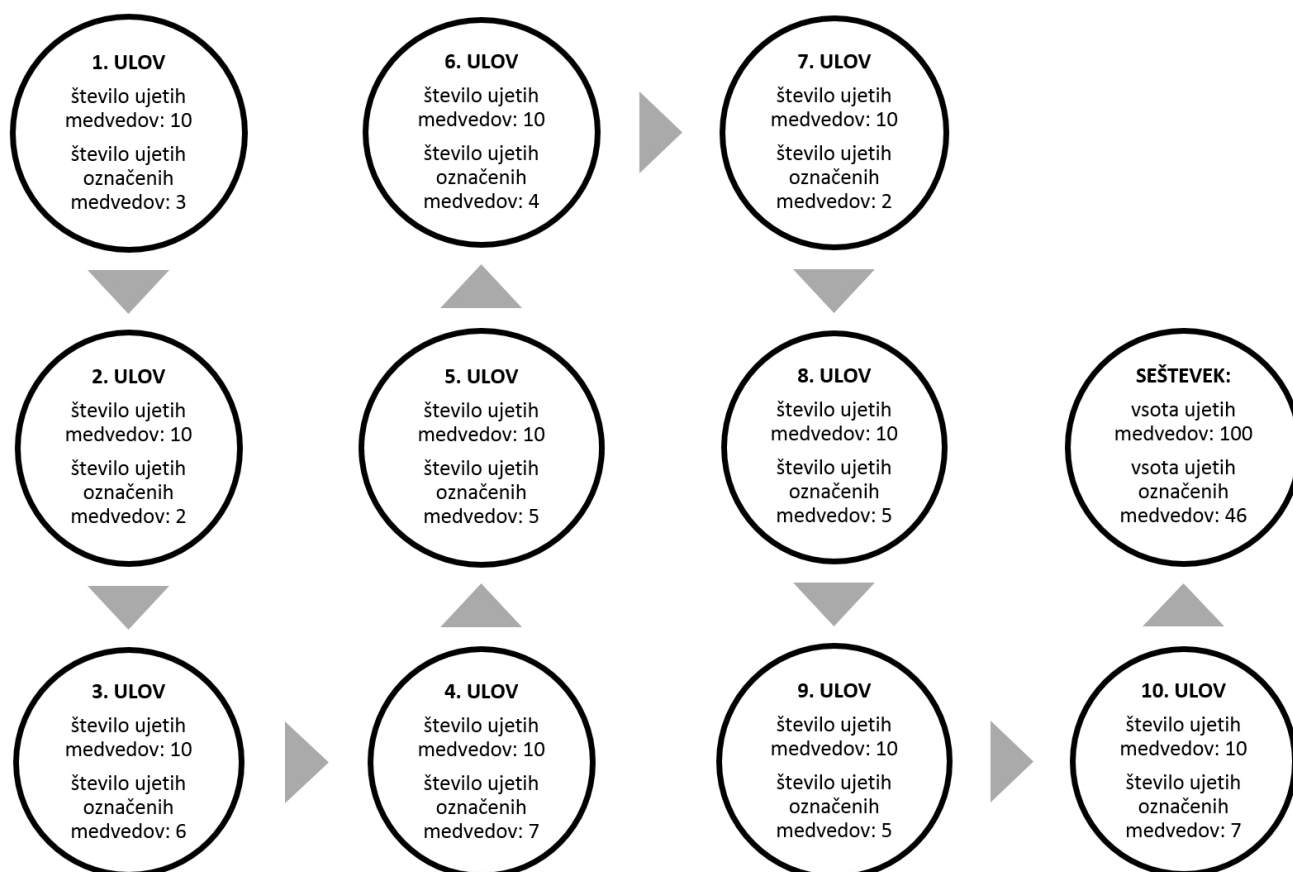 1. ULOV
število ujetih
medvedov: 10
število ujetih
označenih
medvedov: 3
2. ULOV
število ujetih
medvedov: 10
število ujetih
označenih
medvedov: 2
3. ULOV
število ujetih
medvedov: 10
število ujetih
označenih
medvedov: 6
4. ULOV
število ujetih
medvedov: 10
število ujetih
označenih
medvedov: 7
5. ULOV
število ujetih
medvedov: 10
število ujetih
označenih
medvedov: 5
6. ULOV
število ujetih
medvedov: 10
število ujetih
označenih
medvedov: 4
7. ULOV
število ujetih
medvedov: 10
število ujetih
označenih
medvedov: 2
8. ULOV
število ujetih
medvedov: 10
število ujetih
označenih
medvedov: 5
9. ULOV
število ujetih
medvedov: 10
število ujetih
označenih
medvedov: 5
10. ULOV
število ujetih
medvedov: 10
število ujetih
označenih
medvedov: 7
SEŠTEVEK:
vsota ujetih
medvedov: 100
vsota ujetih
označenih
medvedov: 46